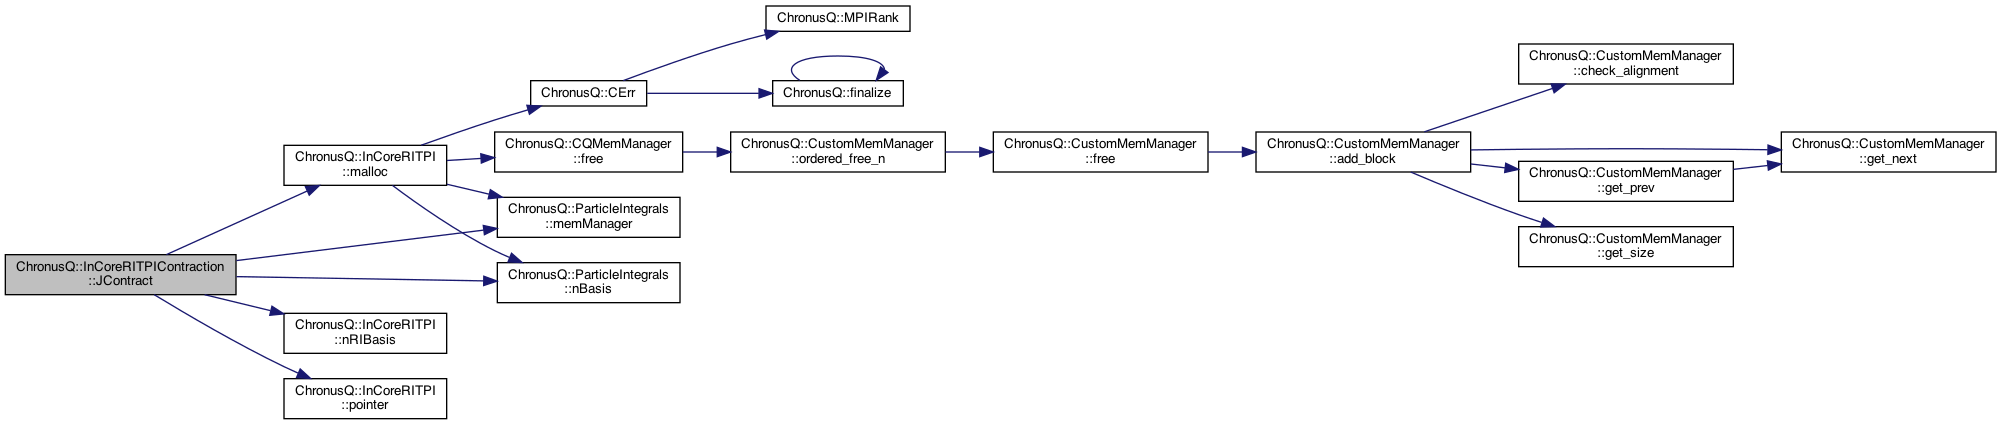 ChronusQ::InCoreRITPIContraction
::JContract
ChronusQ::InCoreRITPI
::malloc
ChronusQ::InCoreRITPI
::nRIBasis
ChronusQ::InCoreRITPI
::pointer
ChronusQ::CErr
ChronusQ::CQMemManager
::free
ChronusQ::ParticleIntegrals
::memManager
ChronusQ::ParticleIntegrals
::nBasis
ChronusQ::MPIRank
ChronusQ::finalize
ChronusQ::CustomMemManager
::ordered_free_n
ChronusQ::CustomMemManager
::free
ChronusQ::CustomMemManager
::add_block
ChronusQ::CustomMemManager
::check_alignment
ChronusQ::CustomMemManager
::get_prev
ChronusQ::CustomMemManager
::get_size
ChronusQ::CustomMemManager
::get_next